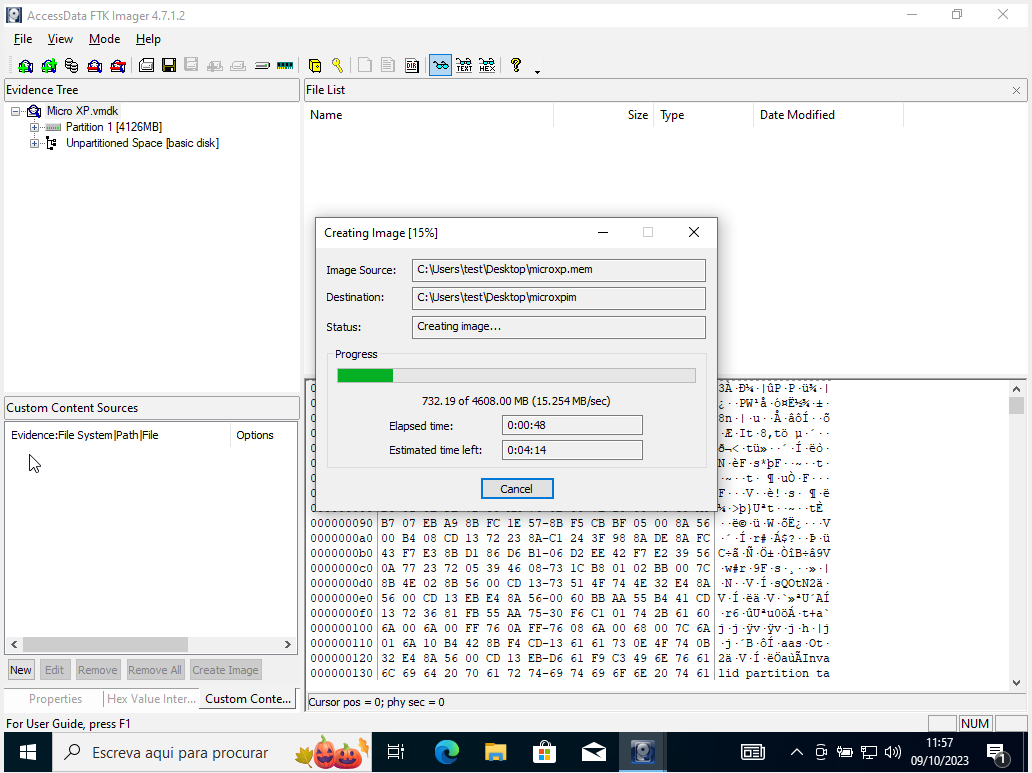 AccessData FTK Imager 4.7.1.2
File View Mode Help
Evidence Tree
Micro XP.vmdk
Partition 1 [4126MB]
Unpartitioned Space [basic disk]
File List
Name Size Type Date Modified
Creating Image [15%]
Image Source: C:\Users\test\Desktop\microxp.mem
Destination: C:\Users\test\Desktop\microxpim
Status: Creating image...
Progress
732.19 of 4608.00 MB (15.254 MB/sec)
Elapsed time: 0:00:48
Estimated time left: 0:04:14
Cancel
Custom Content Sources
Evidence:File System|Path|File Options
New Edit Remove Remove All Create Image
Properties Hex Value Inter... Custom Conte...
000000090 B7 07 EB A9 8B FC 1E 57-8B F5 CB BF 05 00 8A 56
0000000a0 00 B4 08 CD 13 72 23 8A-C1 24 3F 98 8A DE 8A FC
0000000b0 43 F7 E3 8B D1 86 D6 B1-06 D2 EE 42 F7 E2 39 56
0000000c0 0A 77 23 72 05 39 46 08-73 1C B8 01 02 BB 00 7C
0000000d0 8B 4E 02 8B 56 00 CD 13-73 51 4F 74 4E 32 E4 8A
0000000e0 56 00 CD 13 EB E4 8A 56-00 60 BB AA 55 B4 41 CD
0000000f0 13 72 36 81 FB 55 AA 75-30 F6 C1 01 74 2B 61 60
000000100 6A 00 6A 00 FF 76 0A FF-76 08 6A 00 68 00 7C 6A
000000110 01 6A 10 B4 42 8B F4 CD-13 61 61 73 0E 4F 74 0B
000000120 32 E4 8A 56 00 CD 13 EB-D6 61 F9 C3 49 6E 76 61 2ä·V·Í·ëÖaùÃInva
000000130 6C 69 64 20 70 61 72 74-69 74 69 6F 6E 20 74 61 lid partition ta
Cursor pos = 0; phy sec = 0
For User Guide, press F1
NUM
Escreva aqui para procurar
11:57
09/10/2023
1